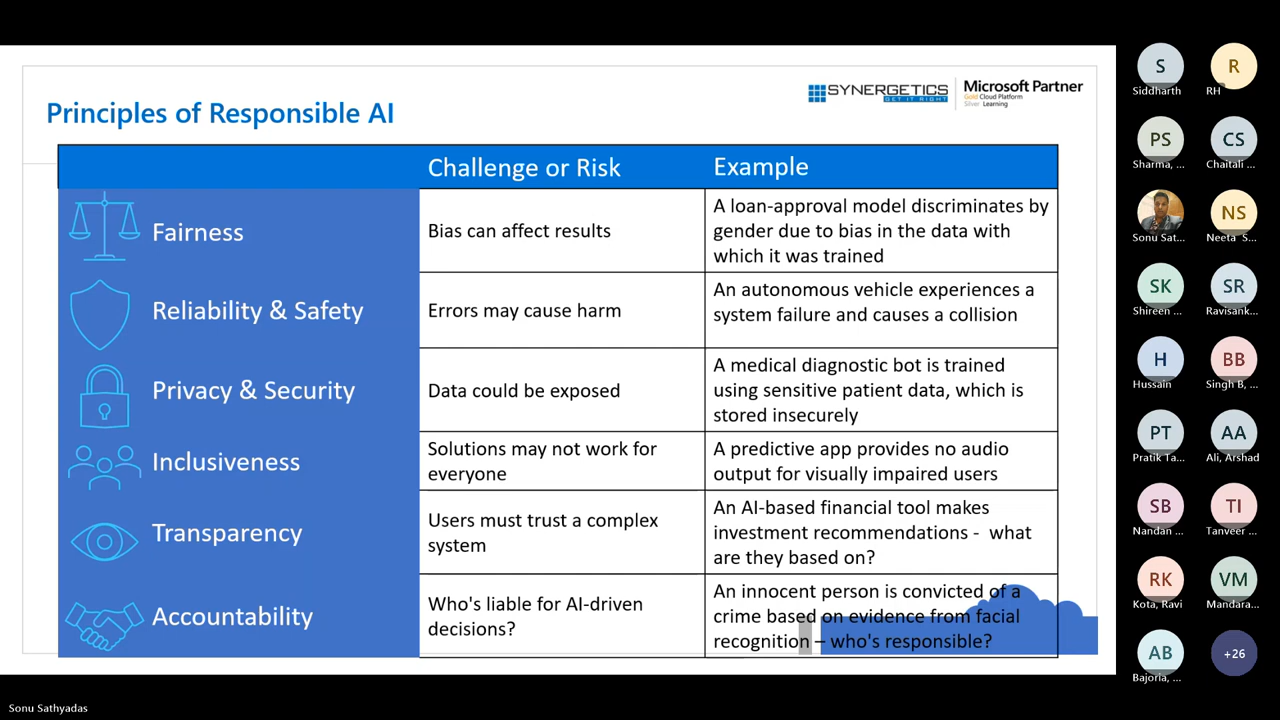 SYNERGETICS
GET IT RIGHT
Microsoft Partner
Gold Cloud Platform
Silver Learning
Principles of Responsible AI
Challenge or Risk
Example
Fairness
Bias can affect results
A loan-approval model discriminates by
gender due to bias in the data with
which it was trained
Reliability & Safety
Errors may cause harm
An autonomous vehicle experiences a
system failure and causes a collision
Privacy & Security
Data could be exposed
A medical diagnostic bot is trained
using sensitive patient data, which is
stored insecurely
Inclusiveness
Solutions may not work for
everyone
A predictive app provides no audio
output for visually impaired users
Transparency
Users must trust a complex
system
An AI-based financial tool makes
investment recommendations - what
are they based on?
Accountability
Who's liable for AI-driven
decisions?
An innocent person is convicted of a
crime based on evidence from facial
recognition – who's responsible?
S
Siddharth
R
RH
PS
Sharma, ...
CS
Chaitali ...
Sonu Sat...
NS
Neeta S...
SK
Shireen ...
SR
Ravisank...
H
Hussain
BB
Singh B, ...
PT
Pratik Ta...
AA
Ali, Arshad
SB
Nandan ...
TI
Tanveer ...
RK
Kota, Ravi
VM
Mandara...
AB
Bajoria, ...
+26
Sonu Sathyadas